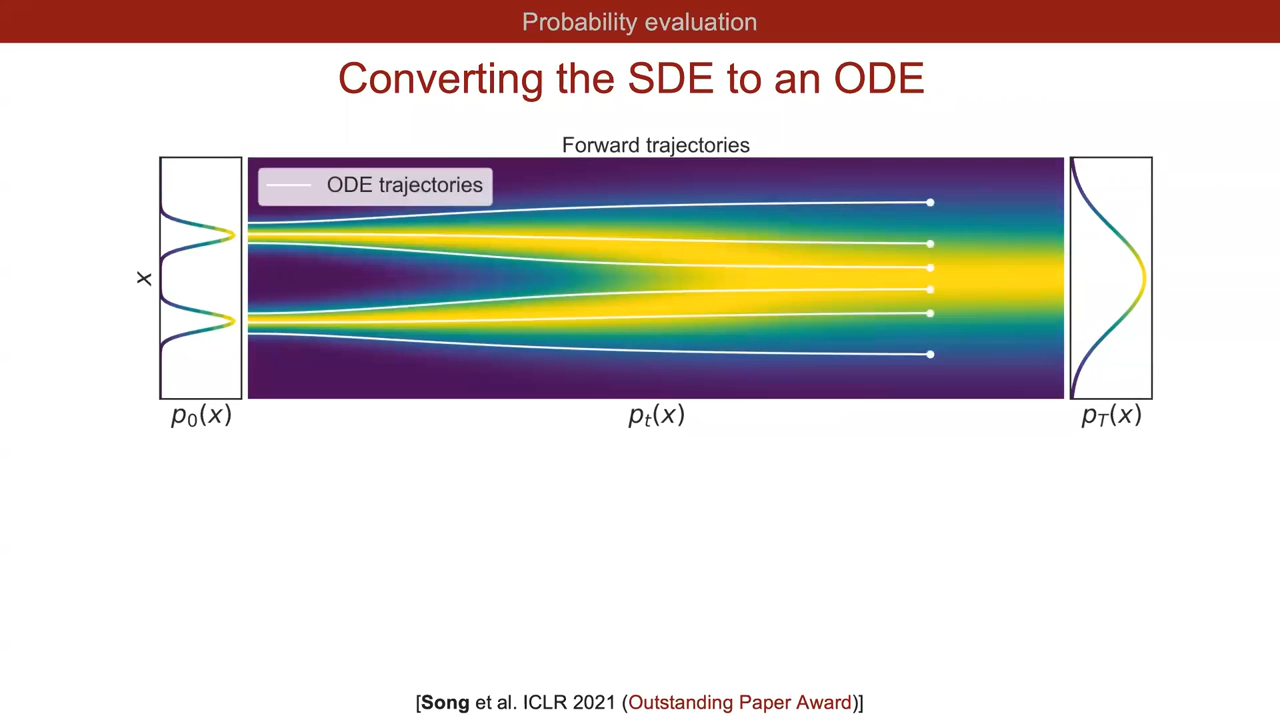 Probability evaluation
Converting the SDE to an ODE
Forward trajectories
ODE trajectories
x
p₀(x)
pₜ(x)
p_T(x)
[Song et al. ICLR 2021 (Outstanding Paper Award)]